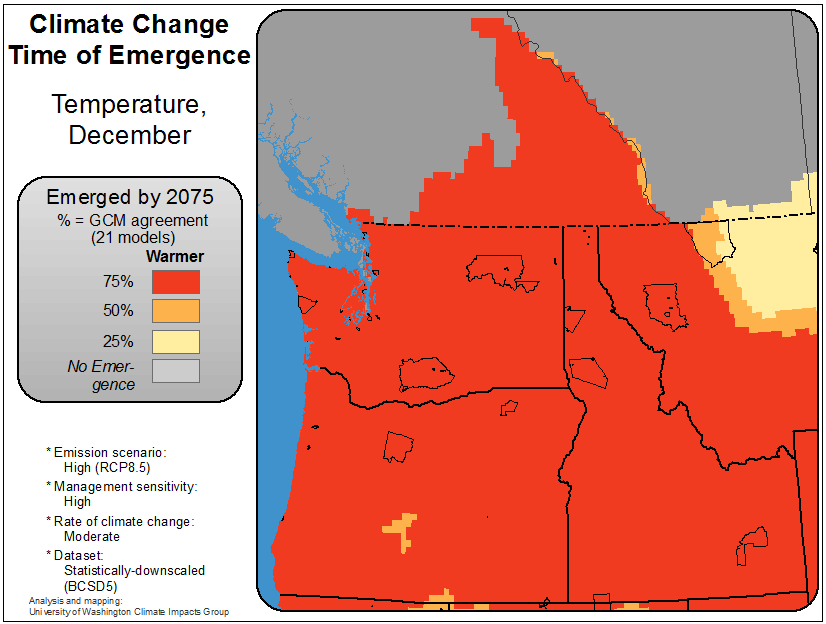 Climate Change
Time of Emergence
Temperature,
December
Emerged by 2075
% = GCM agreement
(21 models)
Warmer
75%
50%
25%
No Emer-
gence
* Emission scenario:
High (RCP8.5)
* Management sensitivity:
High
* Rate of climate change:
Moderate
* Dataset:
Statistically-downscaled
(BCSD5)
Analysis and mapping:
University of Washington Climate Impacts Group